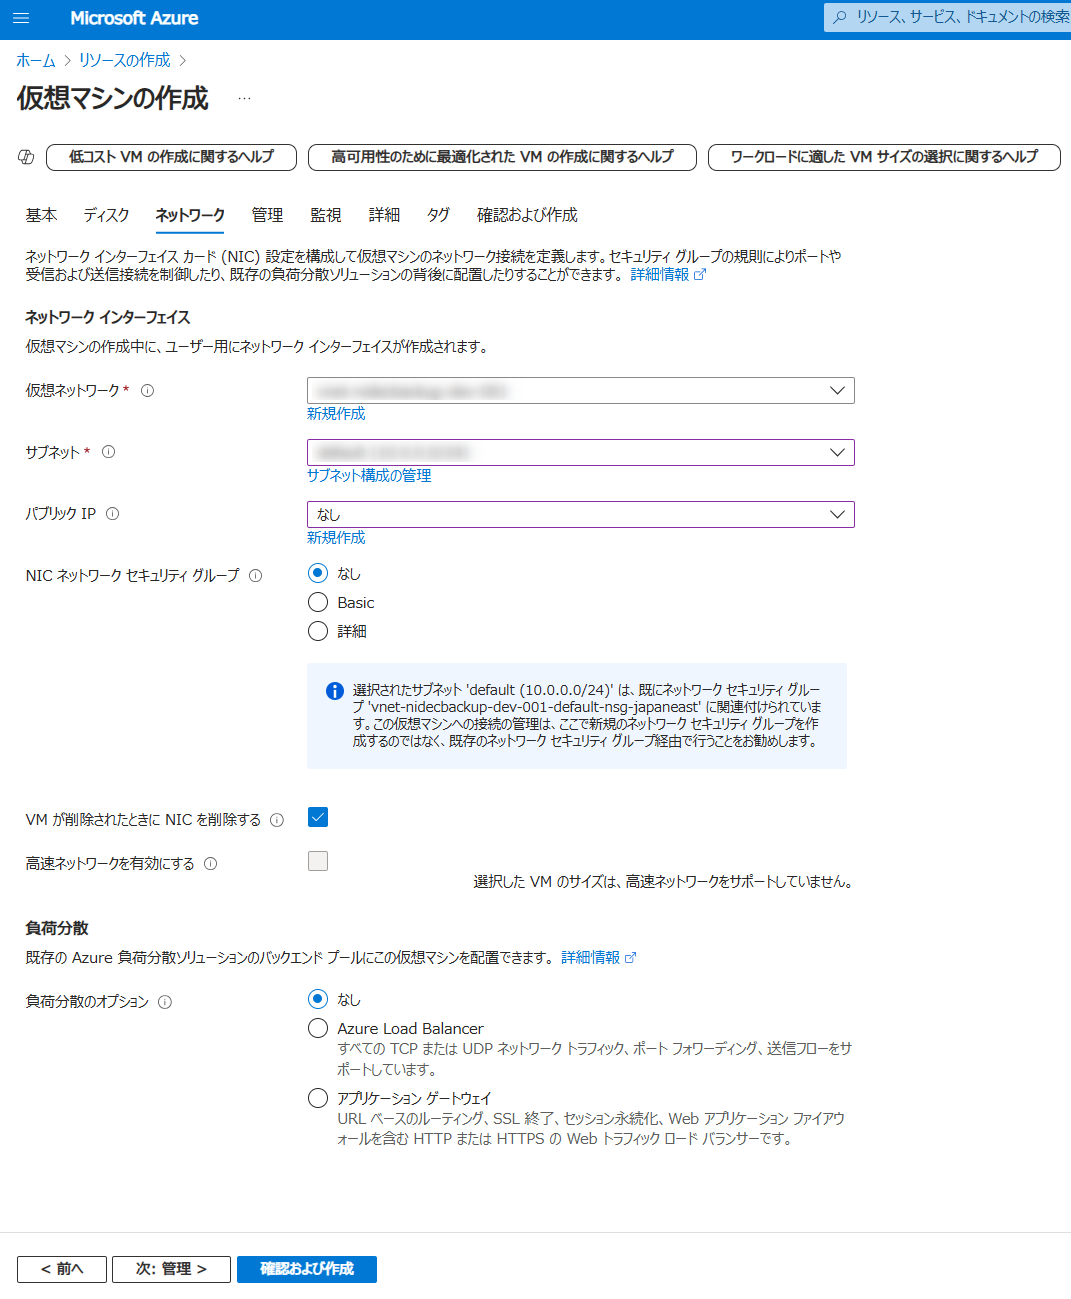 Microsoft Azure
リソース、サービス、ドキュメントの検索
ホーム > リソースの作成 >
仮想マシンの作成 …
低コスト VM の作成に関するヘルプ
高可用性のために最適化された VM の作成に関するヘルプ
ワークロードに適した VM サイズの選択に関するヘルプ
基本 ディスク ネットワーク 管理 監視 詳細 タグ 確認および作成
ネットワーク インターフェイス カード (NIC) 設定を構成して仮想マシンのネットワーク接続を定義します。セキュリティ グループの規則によりポートや
受信および送信接続を制御したり、既存の負荷分散ソリューションの背後に配置したりすることができます。 詳細情報
ネットワーク インターフェイス
仮想マシンの作成中に、ユーザー用にネットワーク インターフェイスが作成されます。
仮想ネットワーク *
新規作成
サブネット *
サブネット構成の管理
パブリック IP
なし
新規作成
NIC ネットワーク セキュリティ グループ
なし
Basic
詳細
選択されたサブネット 'default (10.0.0.0/24)' は、既にネットワーク セキュリティ グルー
プ 'vnet-nidecbackup-dev-001-default-nsg-japaneast' に関連付けられていま
す。この仮想マシンへの接続の管理は、ここで新規のネットワーク セキュリティ グループを作
成するのではなく、既存のネットワーク セキュリティ グループ経由で行うことをお勧めします。
VM が削除されたときに NIC を削除する
高速ネットワークを有効にする
選択した VM のサイズは、高速ネットワークをサポートしていません。
負荷分散
既存の Azure 負荷分散ソリューションのバックエンド プールにこの仮想マシンを配置できます。 詳細情報
負荷分散のオプション
なし
Azure Load Balancer
すべての TCP または UDP ネットワーク トラフィック、ポート フォワーディング、送信フローをサ
ポートしています。
アプリケーション ゲートウェイ
URL ベースのルーティング、SSL 終了、セッション永続化、Web アプリケーション ファイアウ
ォールを含む HTTP または HTTPS の Web トラフィック ロード バランサーです。
< 前へ
次: 管理 >
確認および作成